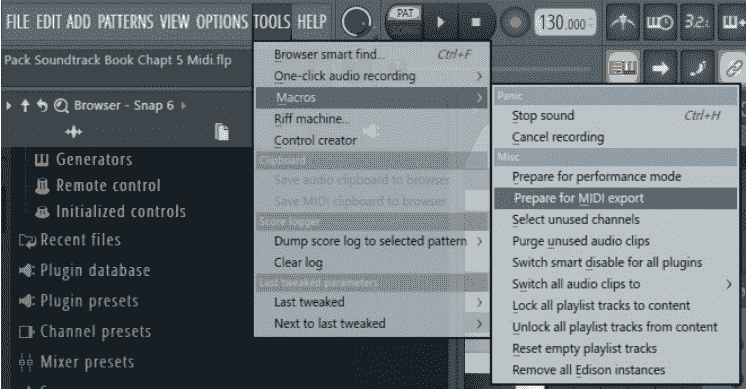 FILE EDIT ADD PATTERNS VIEW OPTIONS TOOLS HELP
PAT
130.000
3.2:
Pack Soundtrack Book Chapt 5 Midi.flp
Browser - Snap 6
Generators
Remote control
Initialized controls
Recent files
Plugin database
Plugin presets
Channel presets
Mixer presets
Browser smart find... Ctrl+F
One-click audio recording
Macros
Riff machine...
Control creator
Clipboard
Save audio clipboard to browser
Save MIDI clipboard to browser
Score logger
Dump score log to selected pattern
Clear log
Last tweaked parameters
Last tweaked
Next to last tweaked
Panic
Stop sound Ctrl+H
Cancel recording
Misc
Prepare for performance mode
Prepare for MIDI export
Select unused channels
Purge unused audio clips
Switch smart disable for all plugins
Switch all audio clips to
Lock all playlist tracks to content
Unlock all playlist tracks from content
Reset empty playlist tracks
Remove all Edison instances